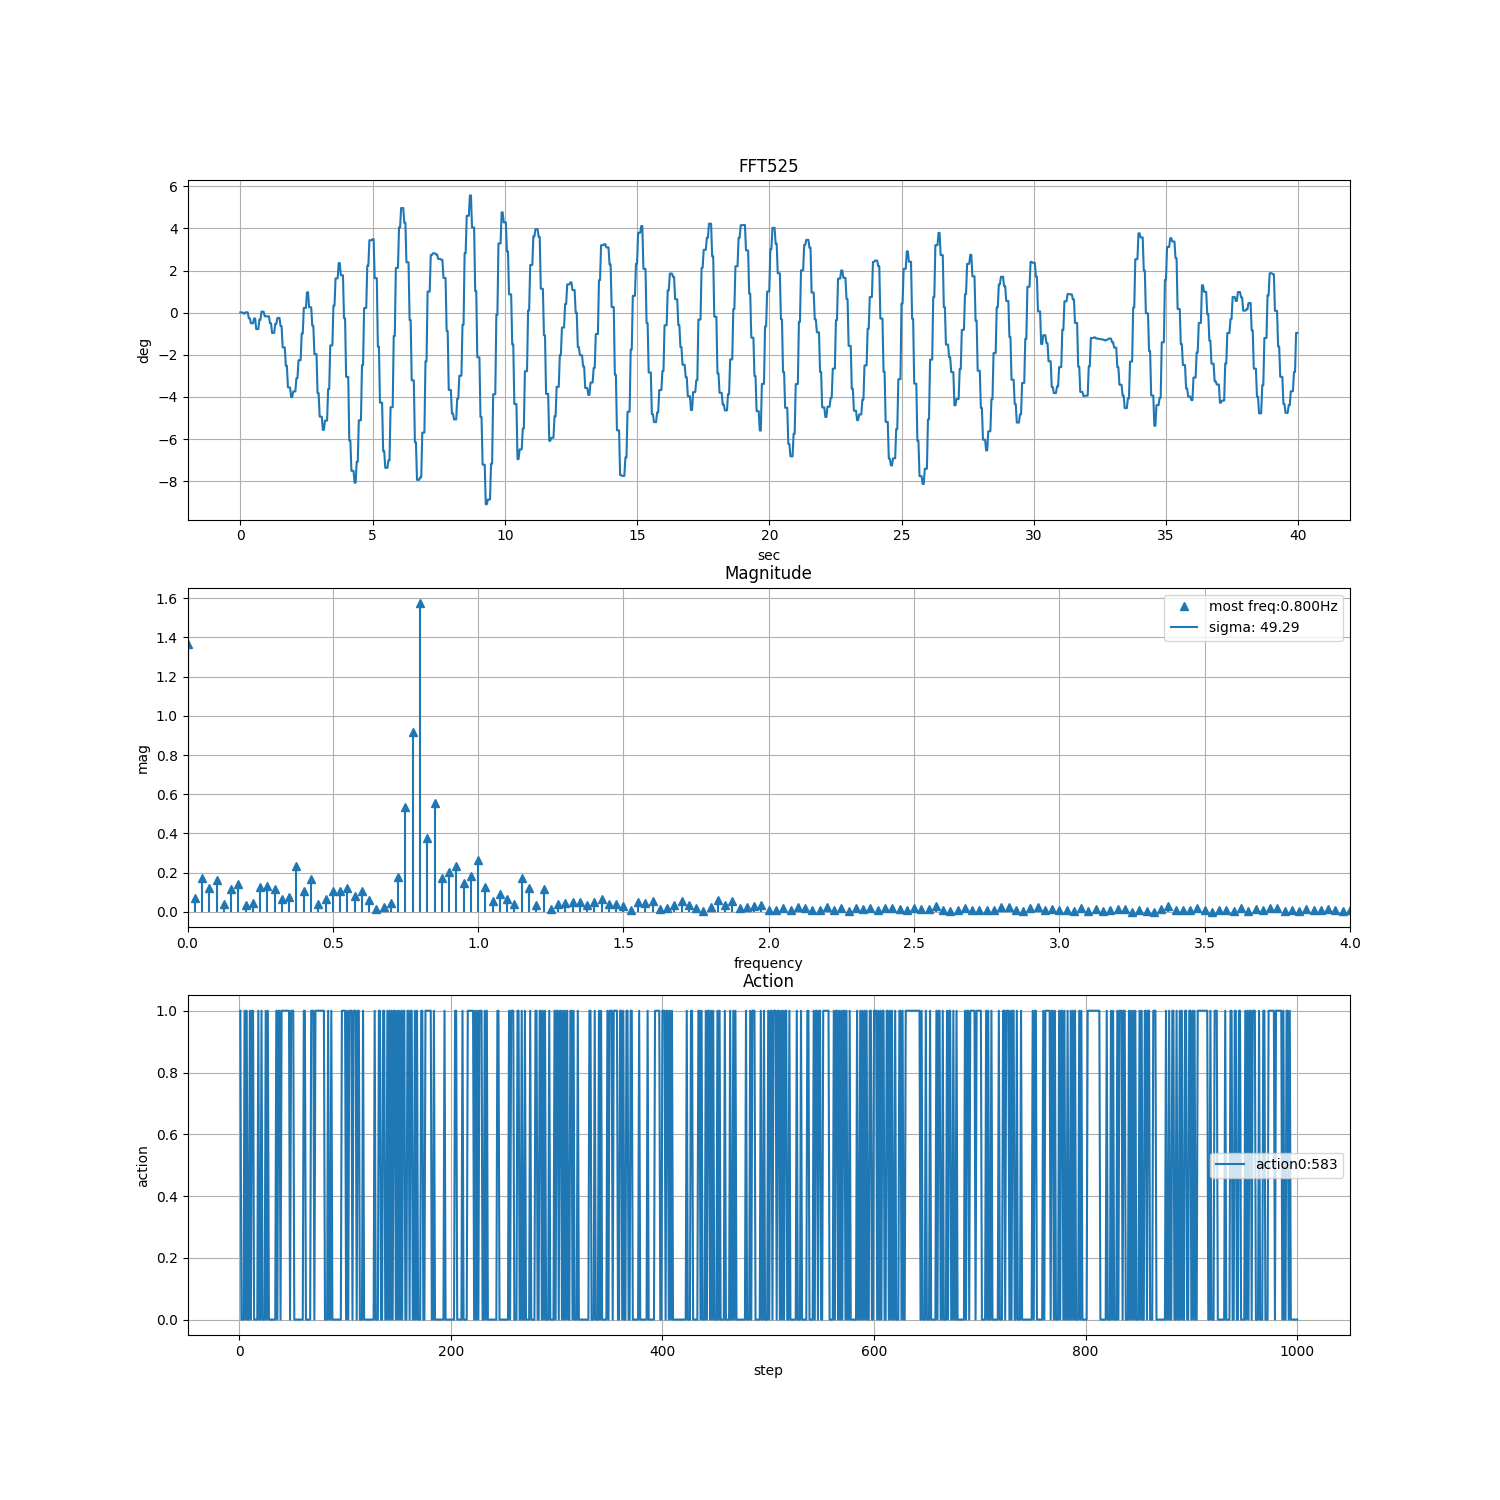 FFT525
6
4
2
0
−2
−4
−6
−8
deg
0 5 10 15 20 25 30 35 40
sec
Magnitude
1.6
1.4
1.2
1.0
0.8
0.6
0.4
0.2
0.0
mag
most freq:0.800Hz
sigma: 49.29
0.0 0.5 1.0 1.5 2.0 2.5 3.0 3.5 4.0
frequency
Action
1.0
0.8
0.6
0.4
0.2
0.0
action
action0:583
0 200 400 600 800 1000
step